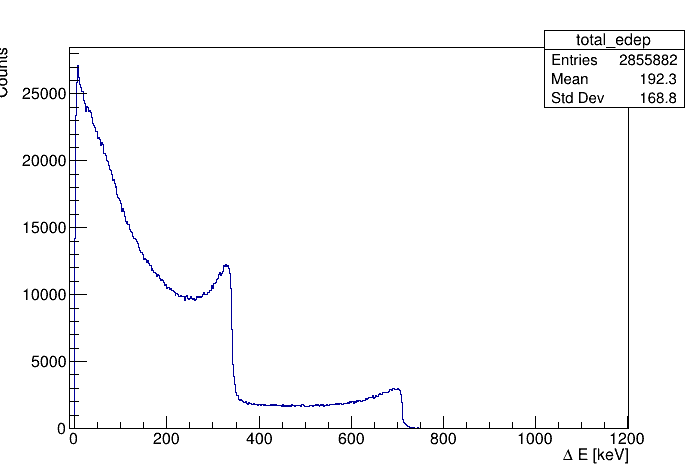 total_edep
Entries 2855882
Mean 192.3
Std Dev 168.8
Counts
25000
20000
15000
10000
5000
0
0 200 400 600 800 1000 1200
Δ E [keV]